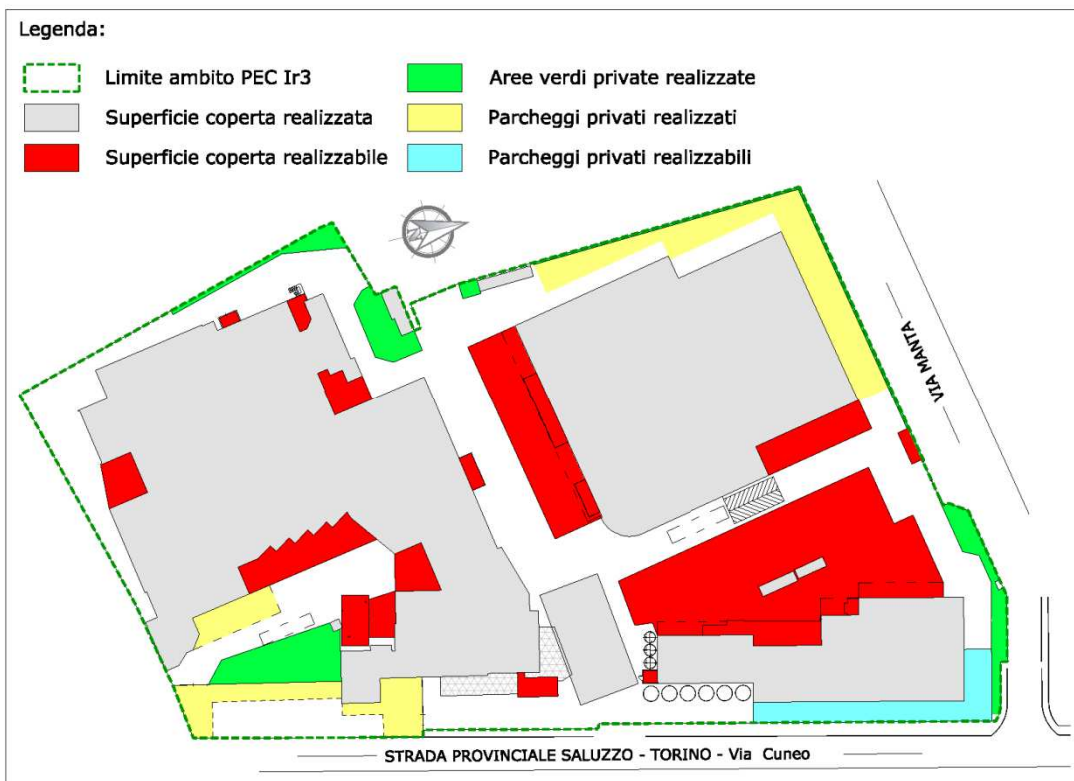 Legenda:
Limite ambito PEC Ir3
Superficie coperta realizzata
Superficie coperta realizzabile
Aree verdi private realizzate
Parcheggi privati realizzati
Parcheggi privati realizzabili
VIA MANTA
STRADA PROVINCIALE SALUZZO - TORINO - Via Cuneo